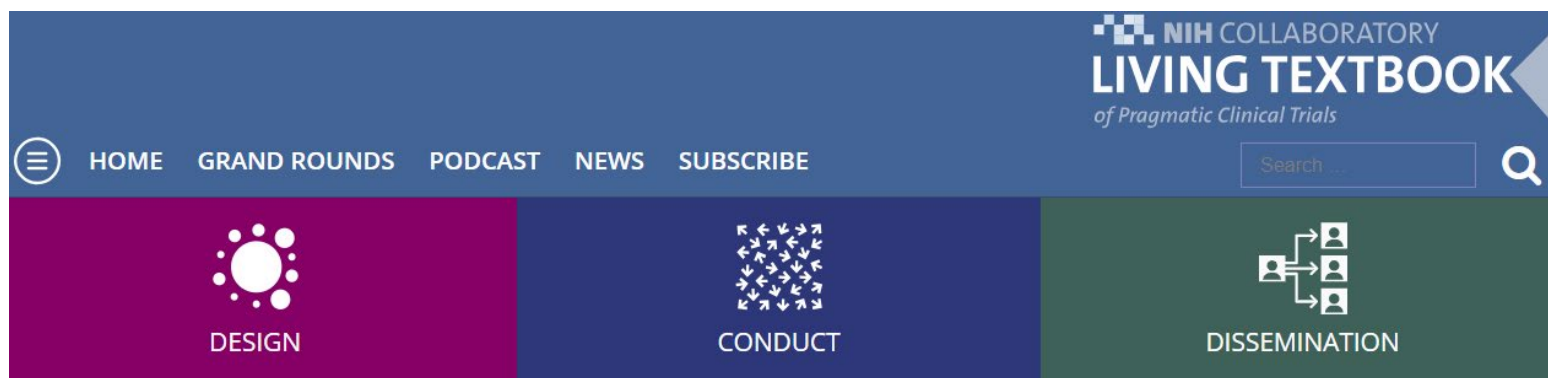 NIH COLLABORATORY
LIVING TEXTBOOK
of Pragmatic Clinical Trials
HOME GRAND ROUNDS PODCAST NEWS SUBSCRIBE
Search ...
DESIGN CONDUCT DISSEMINATION